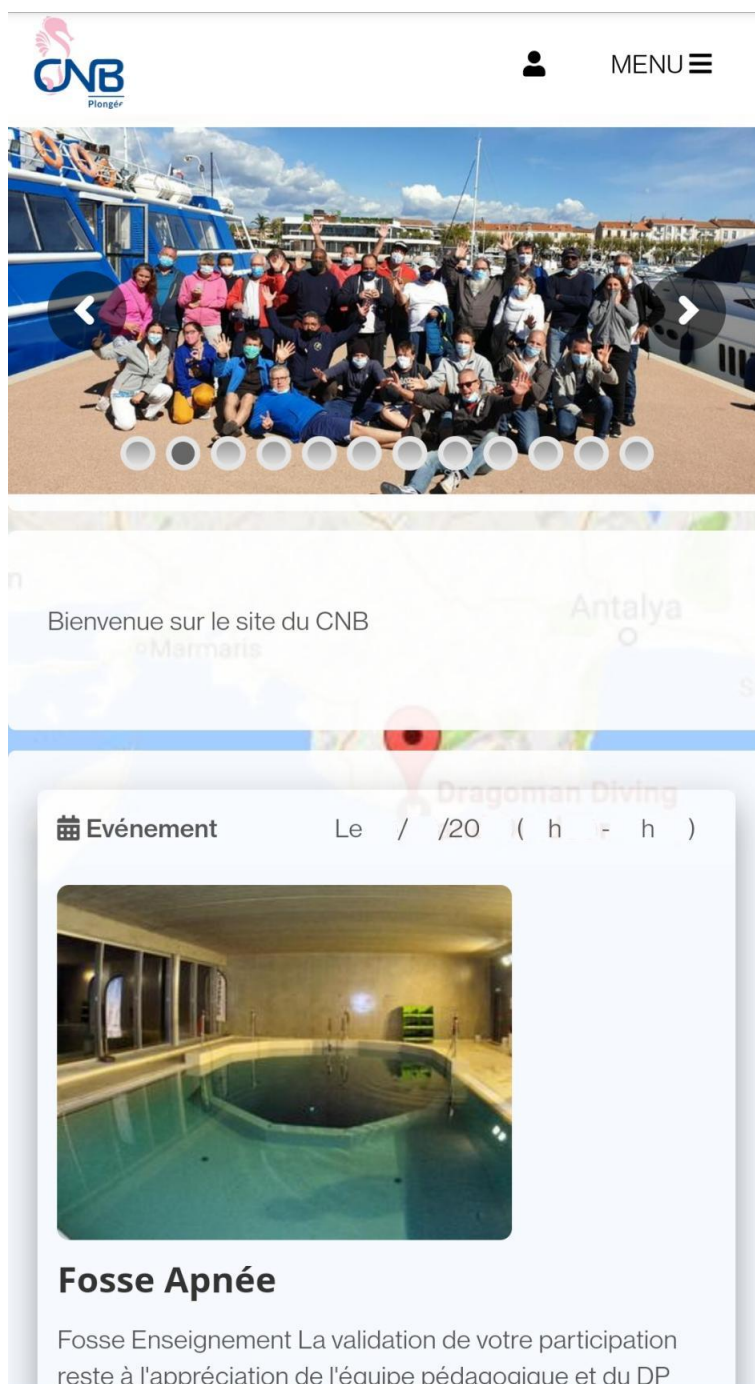 CNB
Plongée
MENU
Bienvenue sur le site du CNB
Antalya
Marmaris
Dragoman Diving
Evénement Le / /20 ( h - h )
Fosse Apnée
Fosse Enseignement La validation de votre participation
reste à l'appréciation de l'équipe pédagogique et du DP